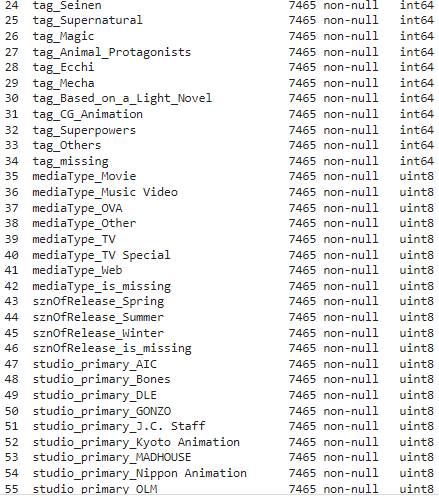 24 tag_Seinen 7465 non-null int64
25 tag_Supernatural 7465 non-null int64
26 tag_Magic 7465 non-null int64
27 tag_Animal_Protagonists 7465 non-null int64
28 tag_Ecchi 7465 non-null int64
29 tag_Mecha 7465 non-null int64
30 tag_Based_on_a_Light_Novel 7465 non-null int64
31 tag_CG_Animation 7465 non-null int64
32 tag_Superpowers 7465 non-null int64
33 tag_Others 7465 non-null int64
34 tag_missing 7465 non-null int64
35 mediaType_Movie 7465 non-null uint8
36 mediaType_Music Video 7465 non-null uint8
37 mediaType_OVA 7465 non-null uint8
38 mediaType_Other 7465 non-null uint8
39 mediaType_TV 7465 non-null uint8
40 mediaType_TV Special 7465 non-null uint8
41 mediaType_Web 7465 non-null uint8
42 mediaType_is_missing 7465 non-null uint8
43 sznOfRelease_Spring 7465 non-null uint8
44 sznOfRelease_Summer 7465 non-null uint8
45 sznOfRelease_Winter 7465 non-null uint8
46 sznOfRelease_is_missing 7465 non-null uint8
47 studio_primary_AIC 7465 non-null uint8
48 studio_primary_Bones 7465 non-null uint8
49 studio_primary_DLE 7465 non-null uint8
50 studio_primary_GONZO 7465 non-null uint8
51 studio_primary_J.C. Staff 7465 non-null uint8
52 studio_primary_Kyoto Animation 7465 non-null uint8
53 studio_primary_MADHOUSE 7465 non-null uint8
54 studio_primary_Nippon Animation 7465 non-null uint8
55 studio_primary_OLM 7465 non-null uint8